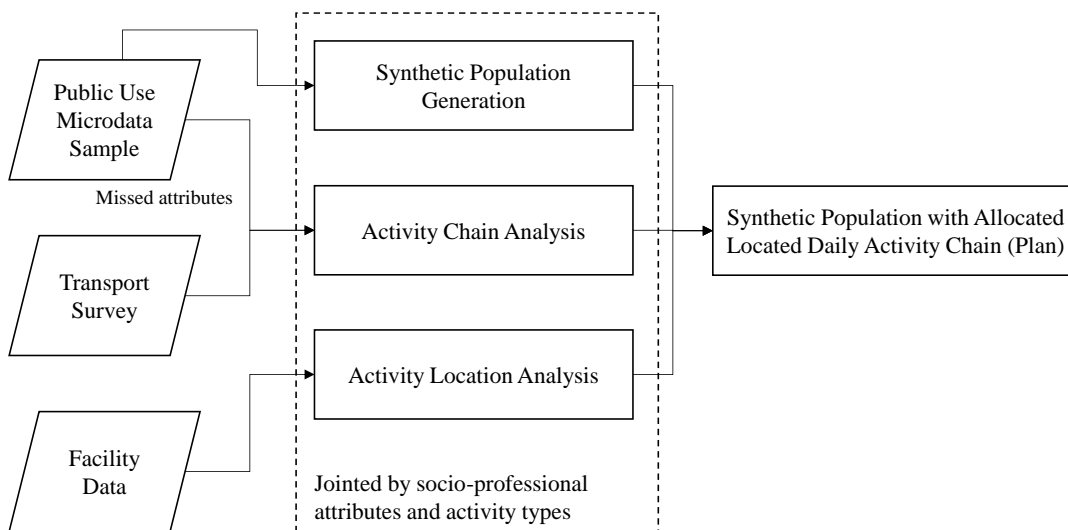 Public Use
Microdata
Sample
Missed attributes
Transport
Survey
Facility
Data
Synthetic Population
Generation
Activity Chain Analysis
Activity Location Analysis
Jointed by socio-professional
attributes and activity types
Synthetic Population with Allocated
Located Daily Activity Chain (Plan)